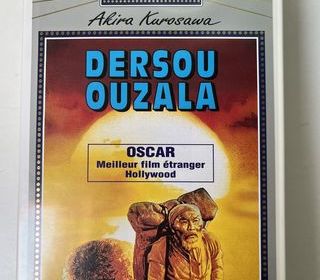 Akira Kurosawa
DERSOU
OUZALA
OSCAR
Meilleur film étranger
Hollywood